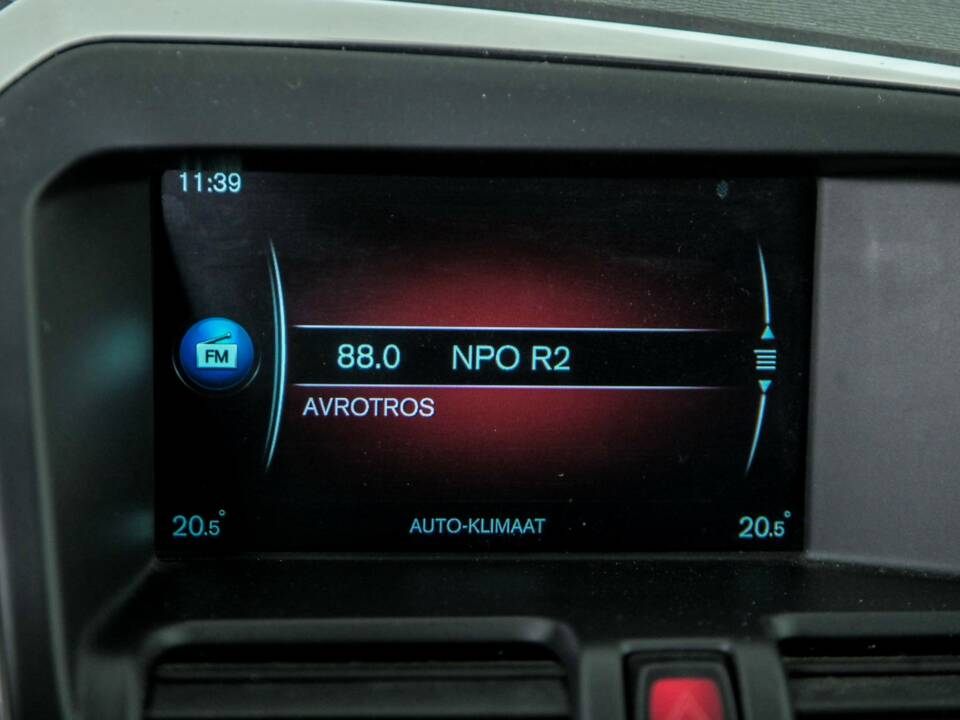 11:39
FM
88.0 NPO R2
AVROTROS
20.5° AUTO-KLIMAAT 20.5°